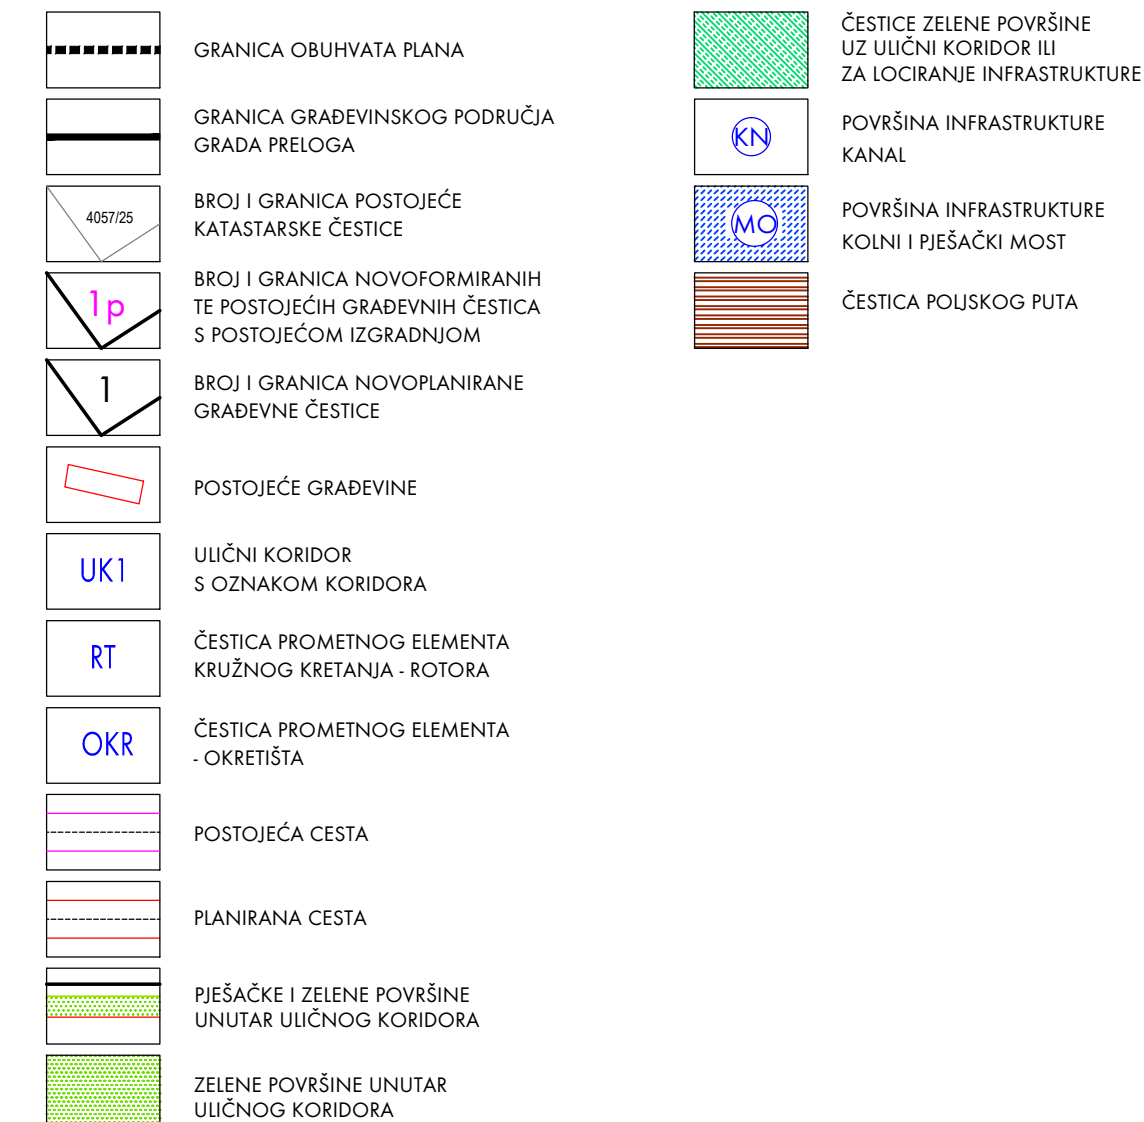 GRANICA OBUHVATA PLANA
GRANICA GRAĐEVINSKOG PODRUČJA
GRADA PRELOGA
4057/25
BROJ I GRANICA POSTOJEĆE
KATASTARSKE ČESTICE
1p
BROJ I GRANICA NOVOFORMIRANIH
TE POSTOJEĆIH GRAĐEVNIH ČESTICA
S POSTOJEĆOM IZGRADNJOM
1
BROJ I GRANICA NOVOPLANIRANE
GRAĐEVNE ČESTICE
POSTOJEĆE GRAĐEVINE
UK1
ULIČNI KORIDOR
S OZNAKOM KORIDORA
RT
ČESTICA PROMETNOG ELEMENTA
KRUŽNOG KRETANJA - ROTORA
OKR
ČESTICA PROMETNOG ELEMENTA
- OKRETIŠTA
POSTOJEĆA CESTA
PLANIRANA CESTA
PJEŠAČKE I ZELENE POVRŠINE
UNUTAR ULIČNOG KORIDORA
ZELENE POVRŠINE UNUTAR
ULIČNOG KORIDORA
ČESTICE ZELENE POVRŠINE
UZ ULIČNI KORIDOR ILI
ZA LOCIRANJE INFRASTRUKTURE
KN
POVRŠINA INFRASTRUKTURE
KANAL
MO
POVRŠINA INFRASTRUKTURE
KOLNI I PJEŠAČKI MOST
ČESTICA POLJSKOG PUTA